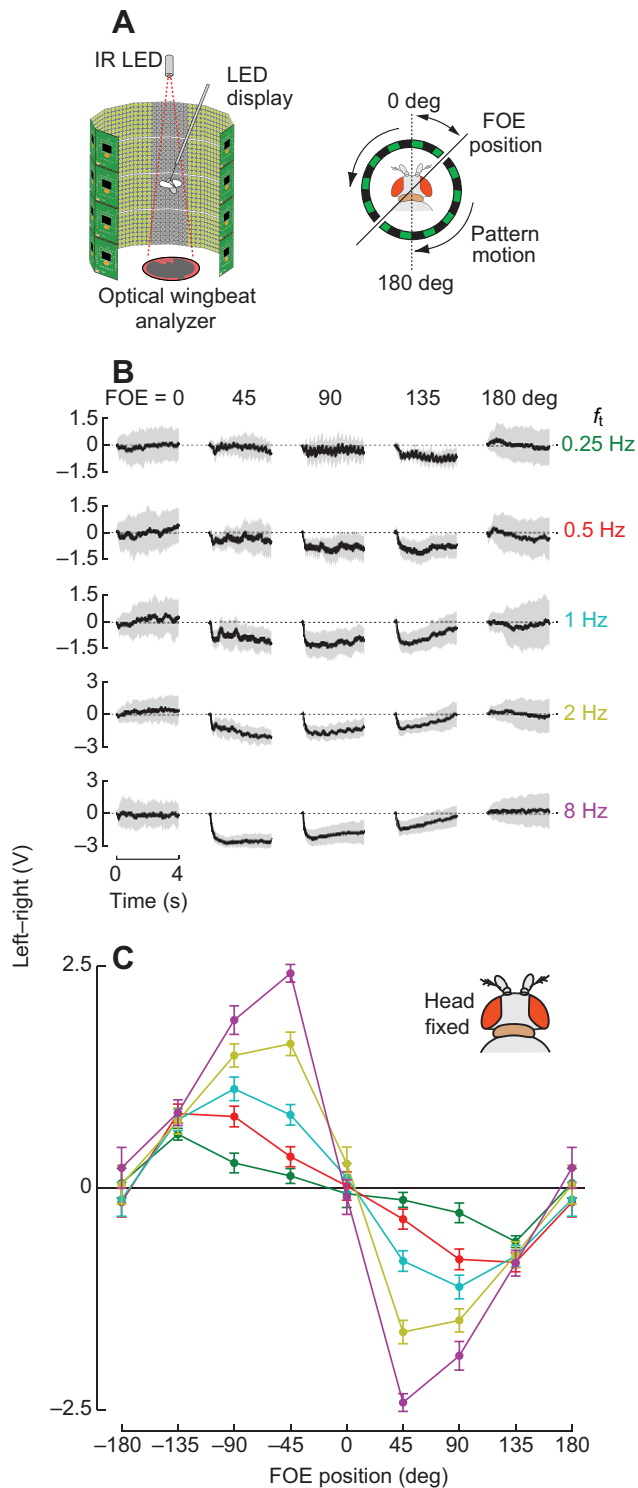 A
IR LED
LED
display
Optical wingbeat
analyzer
0 deg
FOE
position
Pattern
motion
180 deg
B
FOE = 0 45 90 135 180 deg
ft
1.5
0
–1.5
0.25 Hz
1.5
0
–1.5
0.5 Hz
1.5
0
–1.5
1 Hz
3
0
–3
2 Hz
3
0
–3
8 Hz
0 4
Time (s)
Left–right (V)
C
Head
fixed
2.5
0
–2.5
–180 –135 –90 –45 0 45 90 135 180
FOE position (deg)